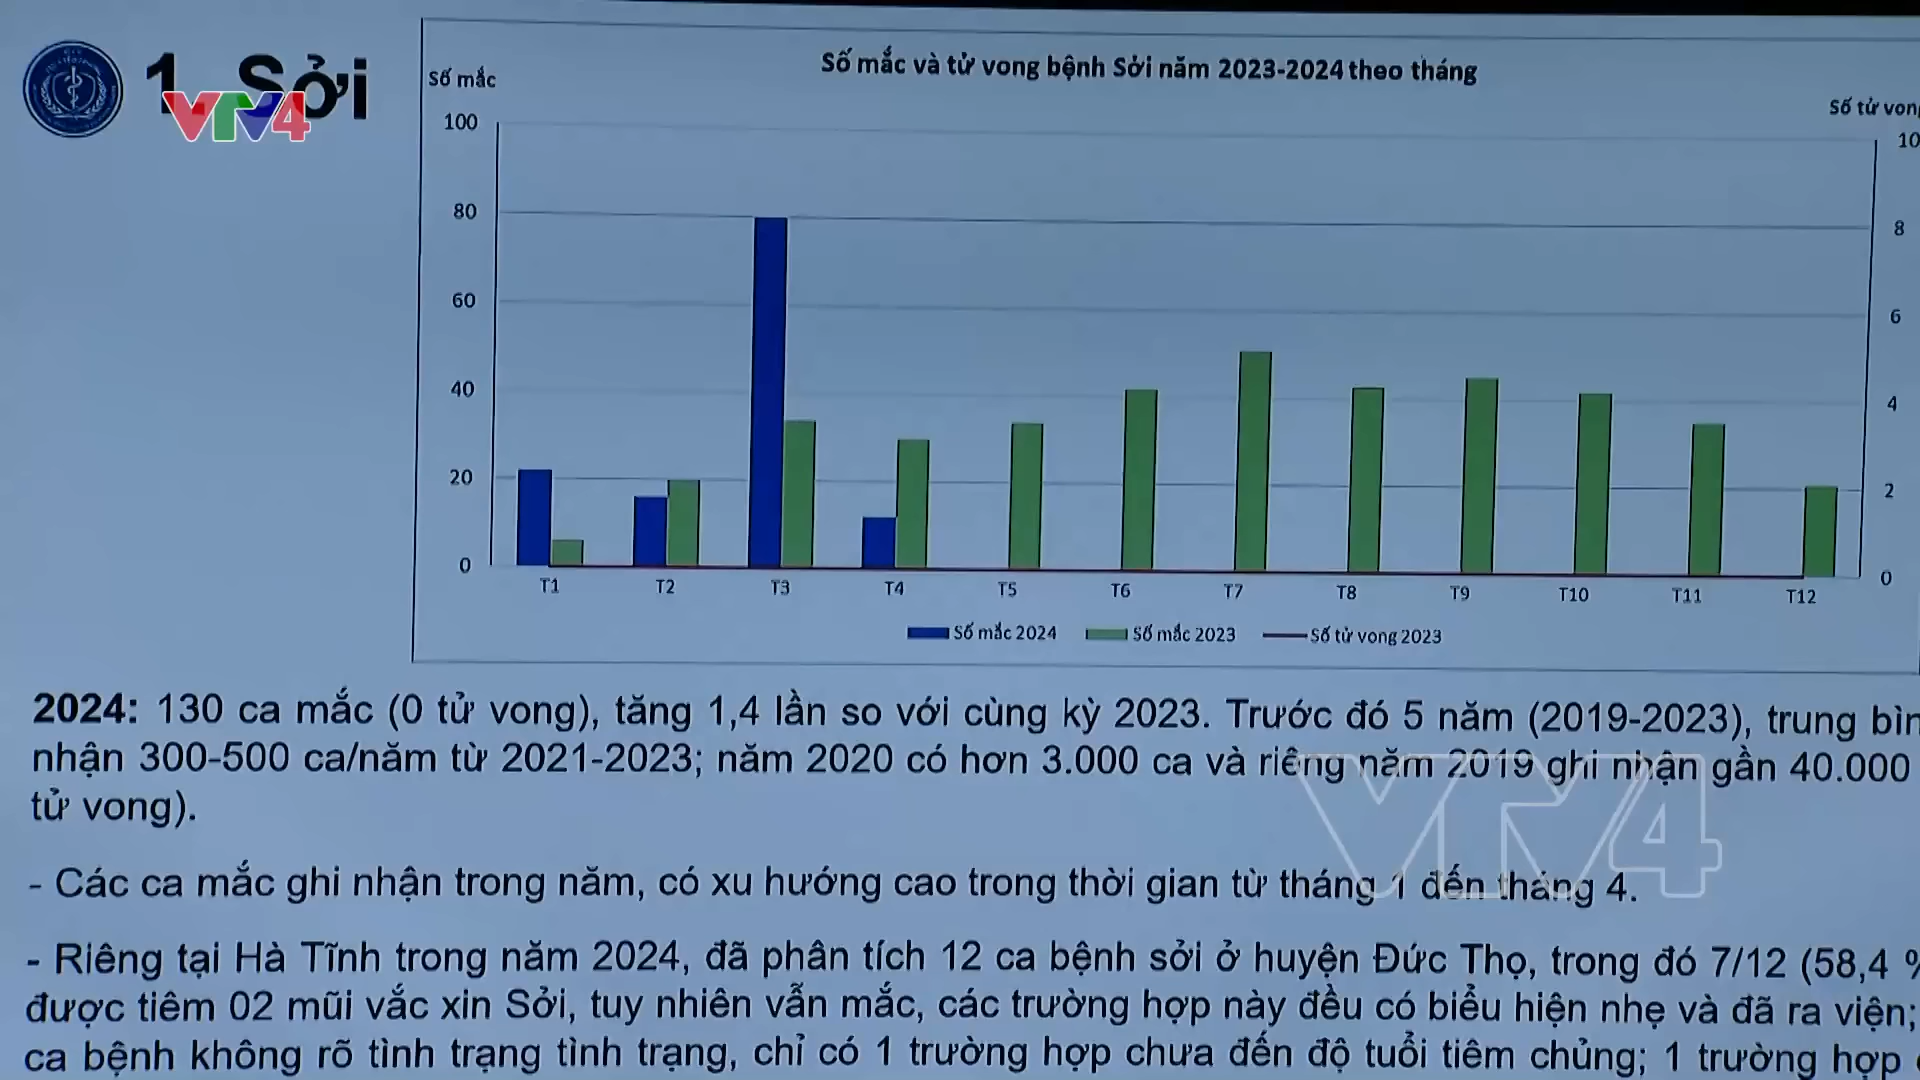 1. Sởi
VTV4
Số mắc và tử vong bệnh Sởi năm 2023-2024 theo tháng
Số mắc
Số tử vong
100
80
60
40
20
0
10
8
6
4
2
0
T1 T2 T3 T4 T5 T6 T7 T8 T9 T10 T11 T12
Số mắc 2024 Số mắc 2023 Số tử vong 2023
2024: 130 ca mắc (0 tử vong), tăng 1,4 lần so với cùng kỳ 2023. Trước đó 5 năm (2019-2023), trung bìn
nhận 300-500 ca/năm từ 2021-2023; năm 2020 có hơn 3.000 ca và riêng năm 2019 ghi nhận gần 40.000
tử vong).
VTV4
- Các ca mắc ghi nhận trong năm, có xu hướng cao trong thời gian từ tháng 1 đến tháng 4.
- Riêng tại Hà Tĩnh trong năm 2024, đã phân tích 12 ca bệnh sởi ở huyện Đức Thọ, trong đó 7/12 (58,4 %
được tiêm 02 mũi vắc xin Sởi, tuy nhiên vẫn mắc, các trường hợp này đều có biểu hiện nhẹ và đã ra viện;
ca bệnh không rõ tình trạng tình trạng, chỉ có 1 trường hợp chưa đến độ tuổi tiêm chủng; 1 trường hợp